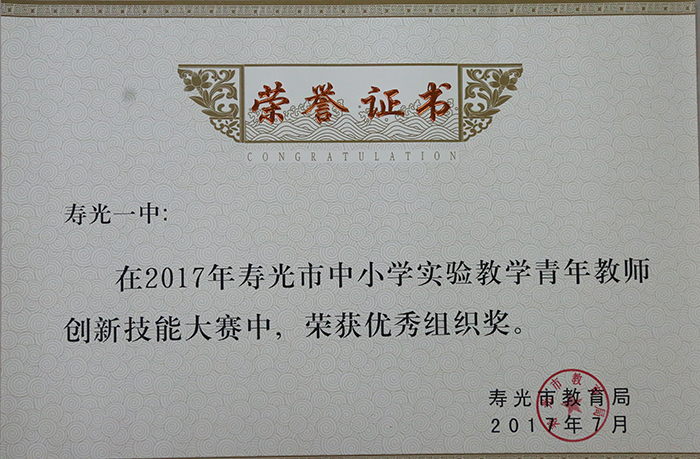 荣誉证书
CONGRATULATION
寿光一中:
在2017年寿光市中小学实验教学青年教师
创新技能大赛中，荣获优秀组织奖。
寿光市教育局
2017年7月